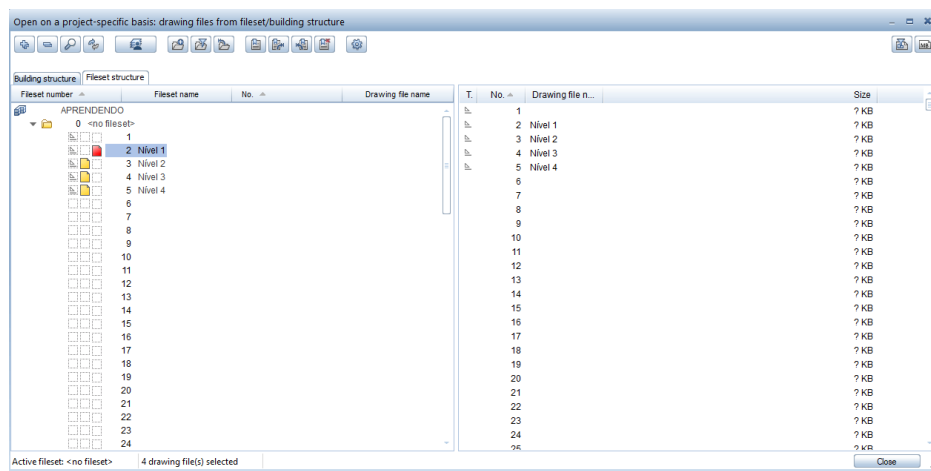 Open on a project-specific basis: drawing files from fileset/building structure
Building structure Fileset structure
Fileset number Fileset name No. Drawing file name T. No. Drawing file n... Size
APRENDENDO 1 ? KB
0 <no fileset> 2 Nível 1 ? KB
1 3 Nível 2 ? KB
2 Nível 1 4 Nível 3 ? KB
3 Nível 2 5 Nível 4 ? KB
4 Nível 3 6 ? KB
5 Nível 4 7 ? KB
6 8 ? KB
7 9 ? KB
8 10 ? KB
9 11 ? KB
10 12 ? KB
11 13 ? KB
12 14 ? KB
13 15 ? KB
14 16 ? KB
15 17 ? KB
16 18 ? KB
17 19 ? KB
18 20 ? KB
19 21 ? KB
20 22 ? KB
21 23 ? KB
22 24 ? KB
23 25 ? KB
24
Active fileset: <no fileset> 4 drawing file(s) selected Close